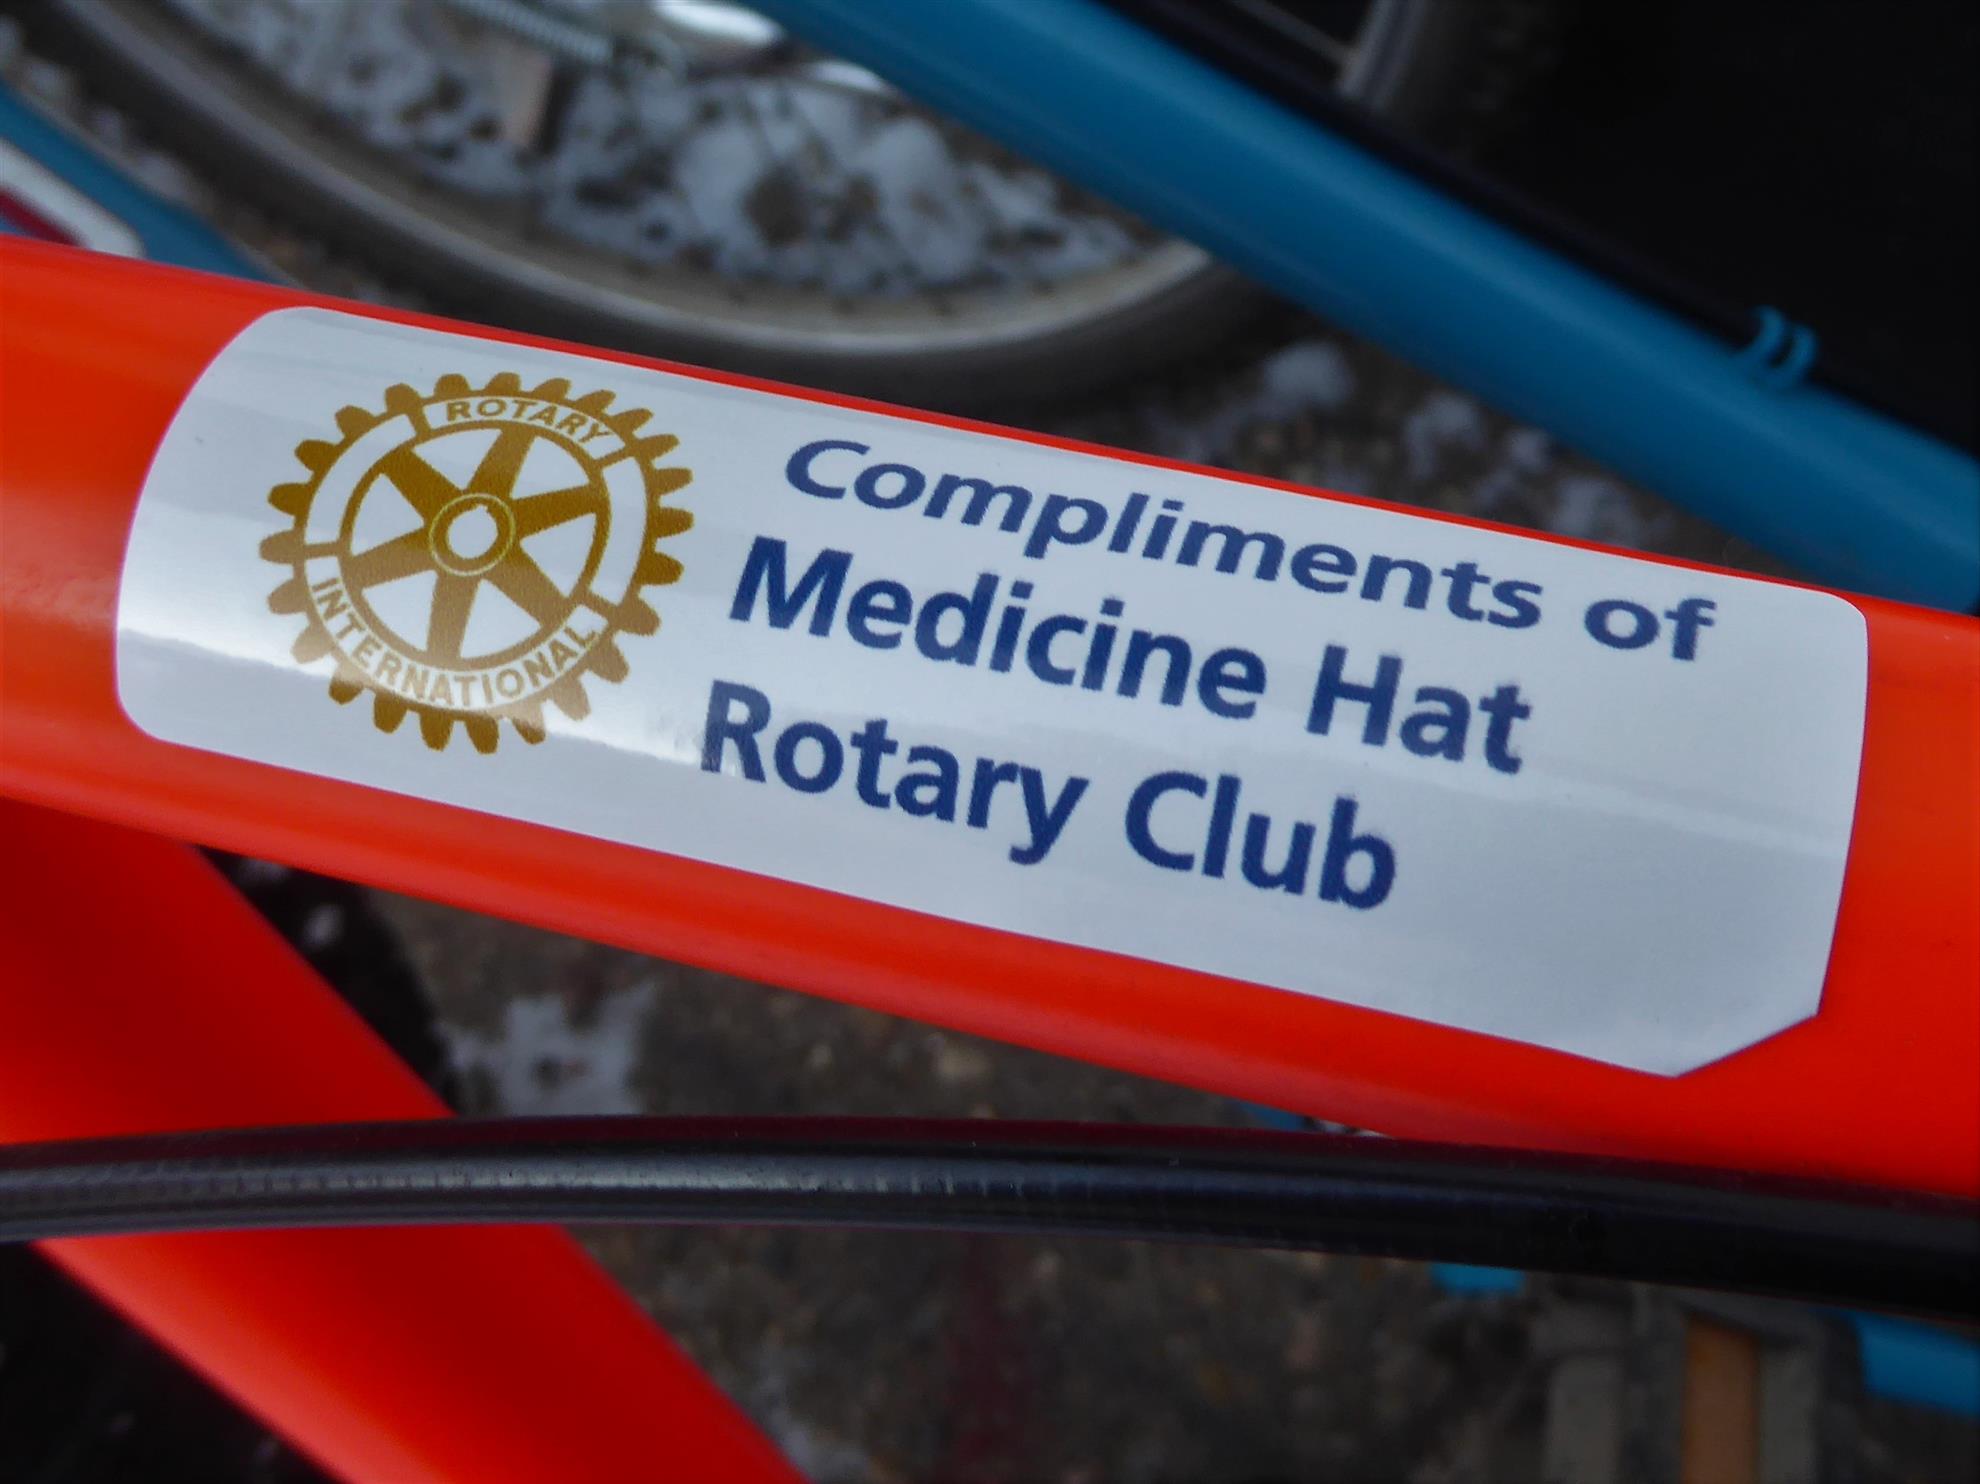 ROTARY
INTERNATIONAL
Compliments of
Medicine Hat
Rotary Club